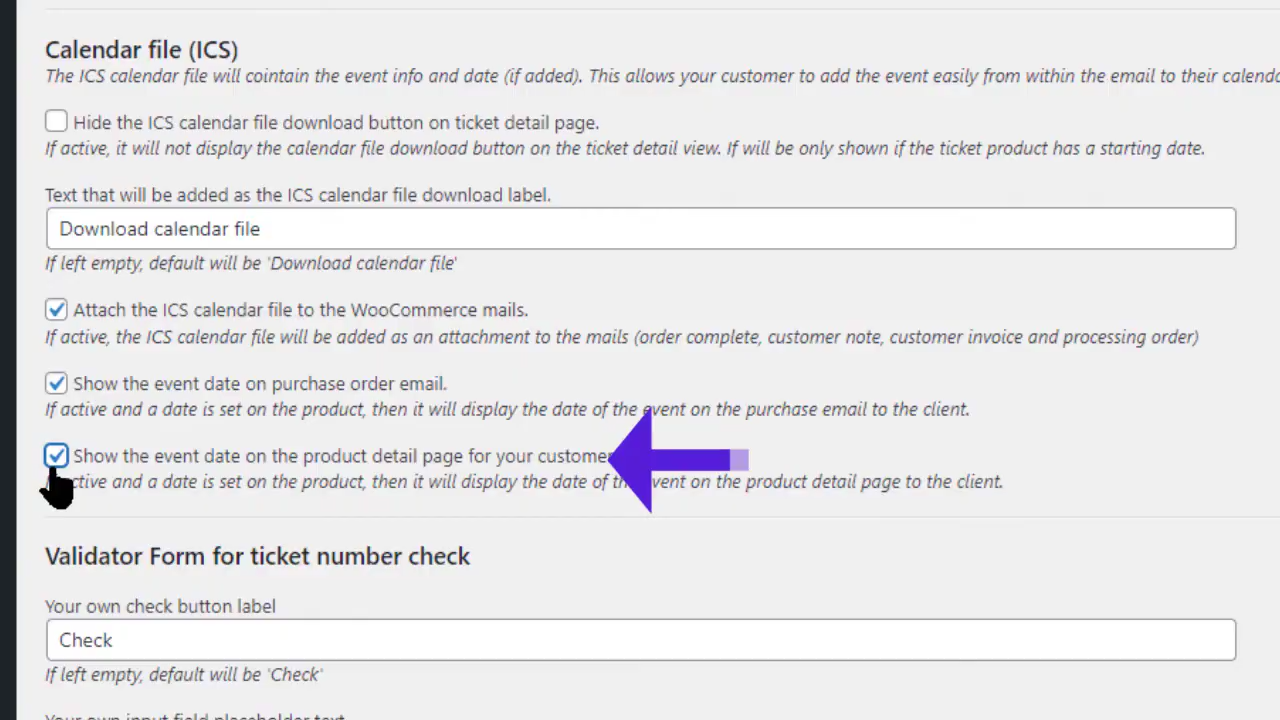 Calendar file (ICS)
The ICS calendar file will cointain the event info and date (if added). This allows your customer to add the event easily from within the email to their
Hide the ICS calendar file download button on ticket detail page.
If active, it will not display the calendar file download button on the ticket detail view. If will be only shown if the ticket product has a starting date.
Text that will be added as the ICS calendar file download label.
Download calendar file
If left empty, default will be 'Download calendar file'
Attach the ICS calendar file to the WooCommerce mails.
If active, the ICS calendar file will be added as an attachment to the mails (order complete, customer note, customer invoice and processing order)
Show the event date on purchase order email.
If active and a date is set on the product, then it will display the date of the event on the purchase email to the client.
Show the event date on the product detail page for your customer
active and a date is set on the product, then it will display the date of the event on the product detail page to the client.
Validator Form for ticket number check
Your own check button label
Check
If left empty, default will be 'Check'
Your own input field placeholder text